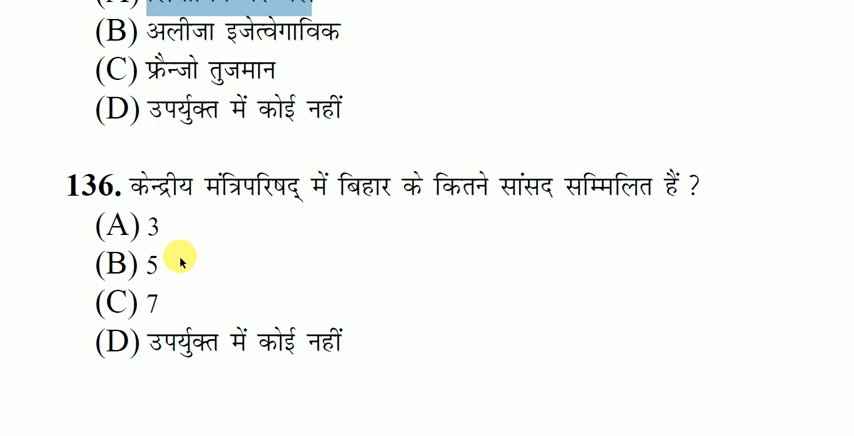 (B) अलीजा इजेत्वेगाविक
(C) फ्रैन्जो तुजमान
(D) उपर्युक्त में कोई नहीं
136. केन्द्रीय मंत्रिपरिषद् में बिहार के कितने सांसद सम्मिलित हैं ?
(A) 3
(B) 5
(C) 7
(D) उपर्युक्त में कोई नहीं